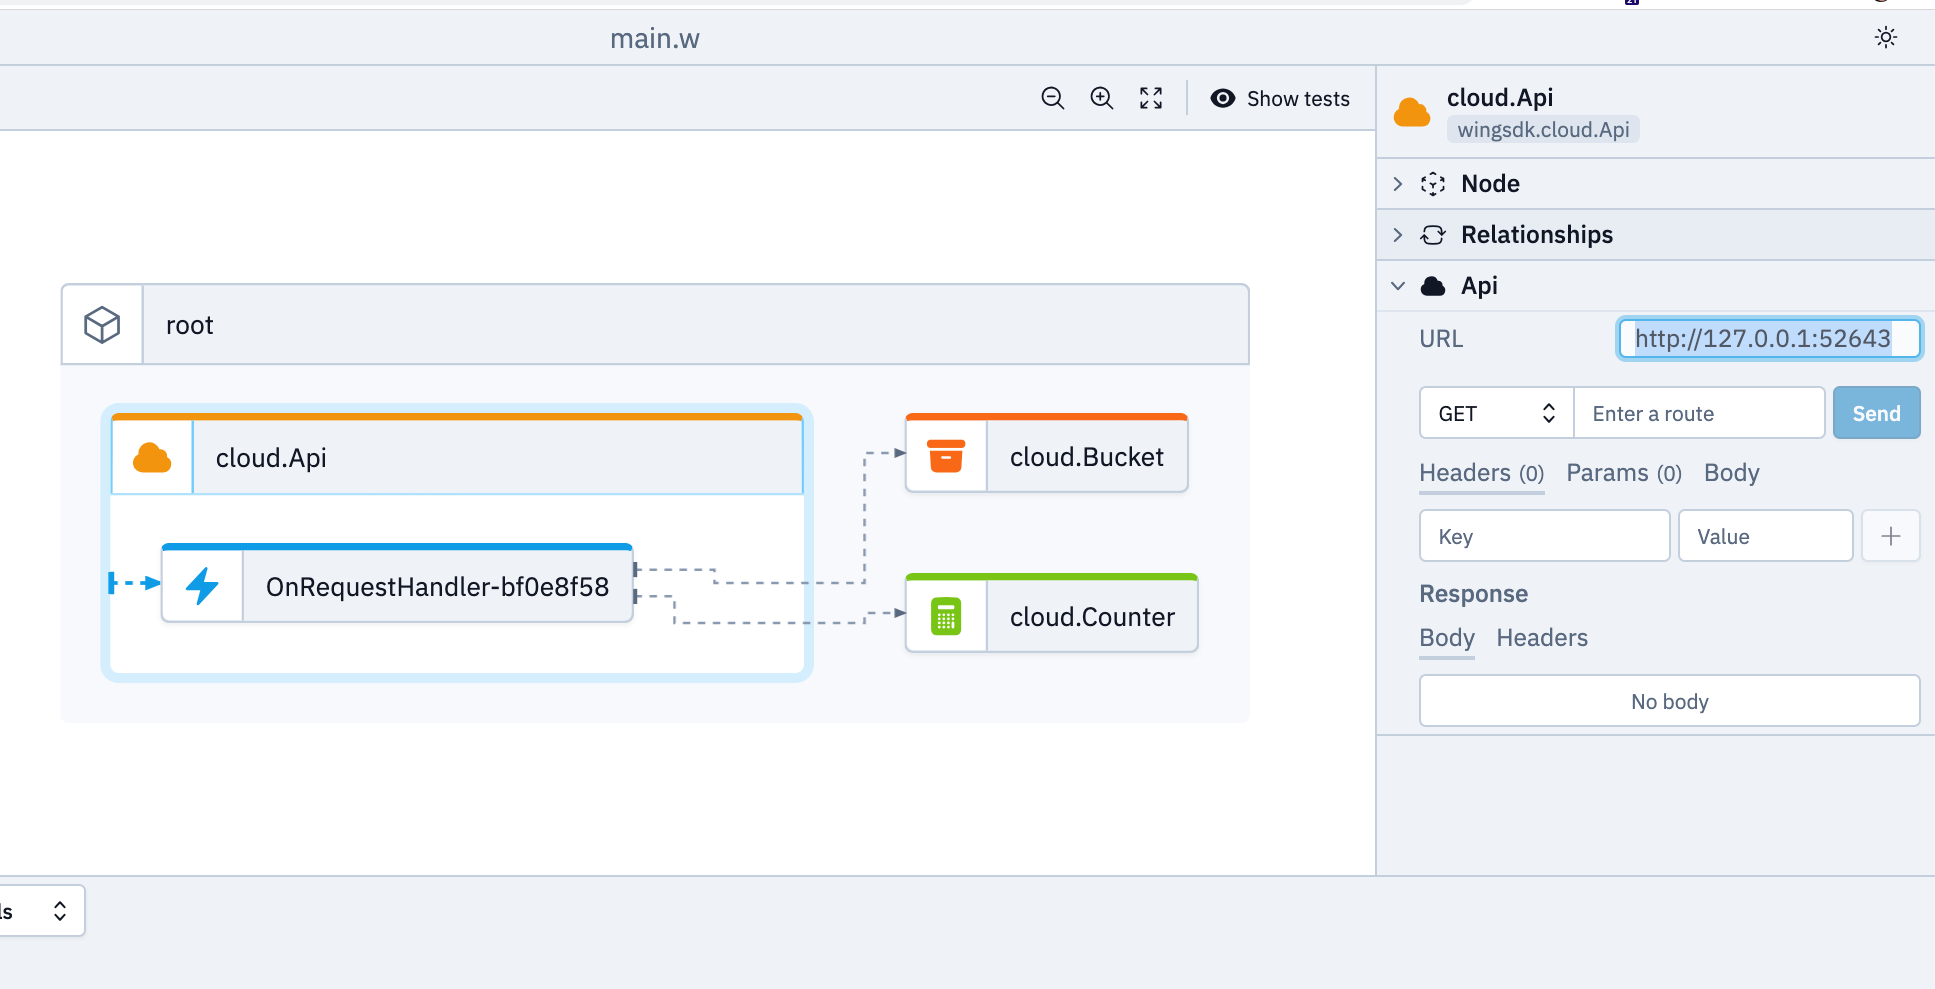 main.w
Show tests
root
cloud.Api
OnRequestHandler-bf0e8f58
cloud.Bucket
cloud.Counter
cloud.Api
wingsdk.cloud.Api
Node
Relationships
Api
URL http://127.0.0.1:52643
GET Enter a route Send
Headers (0) Params (0) Body
Key Value
Response
Body Headers
No body
ls